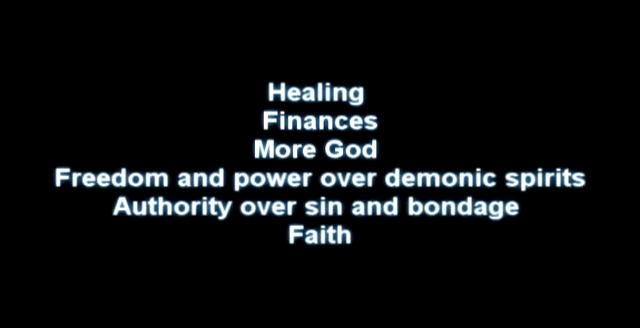 Healing
Finances
More God
Freedom and power over demonic spirits
Authority over sin and bondage
Faith